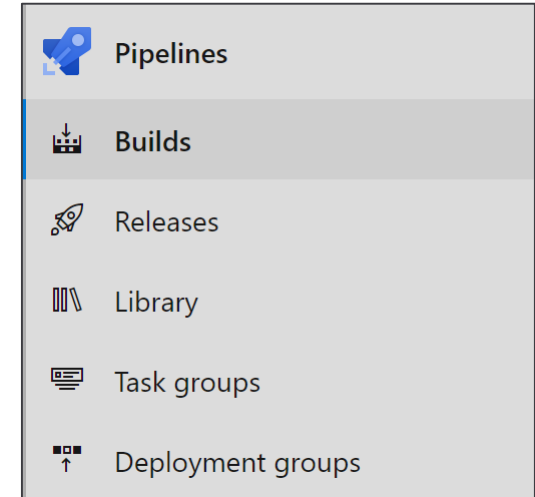 Pipelines
Builds
Releases
Library
Task groups
Deployment groups